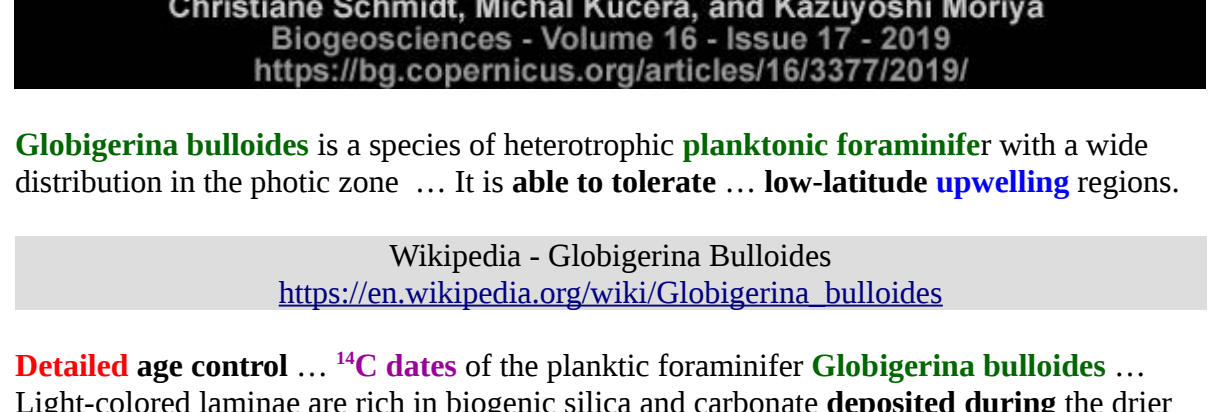 Christiane Schmidt, Michal Kucera, and Kazuyoshi Moriya
Biogeosciences - Volume 16 - Issue 17 - 2019
https://bg.copernicus.org/articles/16/3377/2019/
Globigerina bulloides is a species of heterotrophic planktonic foraminifer with a wide
distribution in the photic zone … It is able to tolerate … low-latitude upwelling regions.
Wikipedia - Globigerina Bulloides
https://en.wikipedia.org/wiki/Globigerina_bulloides
Detailed age control … ¹⁴C dates of the planktic foraminifer Globigerina bulloides …
Light-colored laminae are rich in biogenic silica and carbonate deposited during the drier